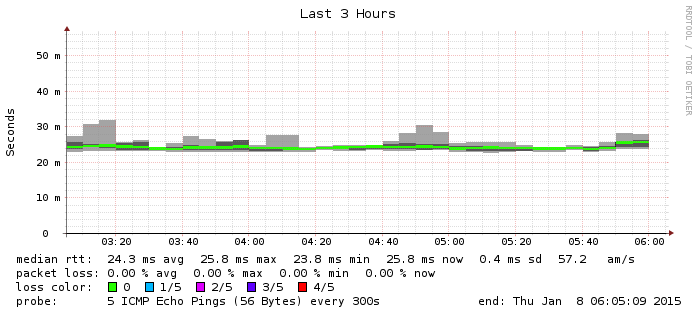 Last 3 Hours
RRDTOOL / TOBI OETIKER
Seconds
50 m
40 m
30 m
20 m
10 m
0
03:20 03:40 04:00 04:20 04:40 05:00 05:20 05:40 06:00
median rtt: 24.3 ms avg 25.8 ms max 23.8 ms min 25.8 ms now 0.4 ms sd 57.2 am/s
packet loss: 0.00 % avg 0.00 % max 0.00 % min 0.00 % now
loss color: 0 1/5 2/5 3/5 4/5
probe: 5 ICMP Echo Pings (56 Bytes) every 300s end: Thu Jan 8 06:05:09 2015